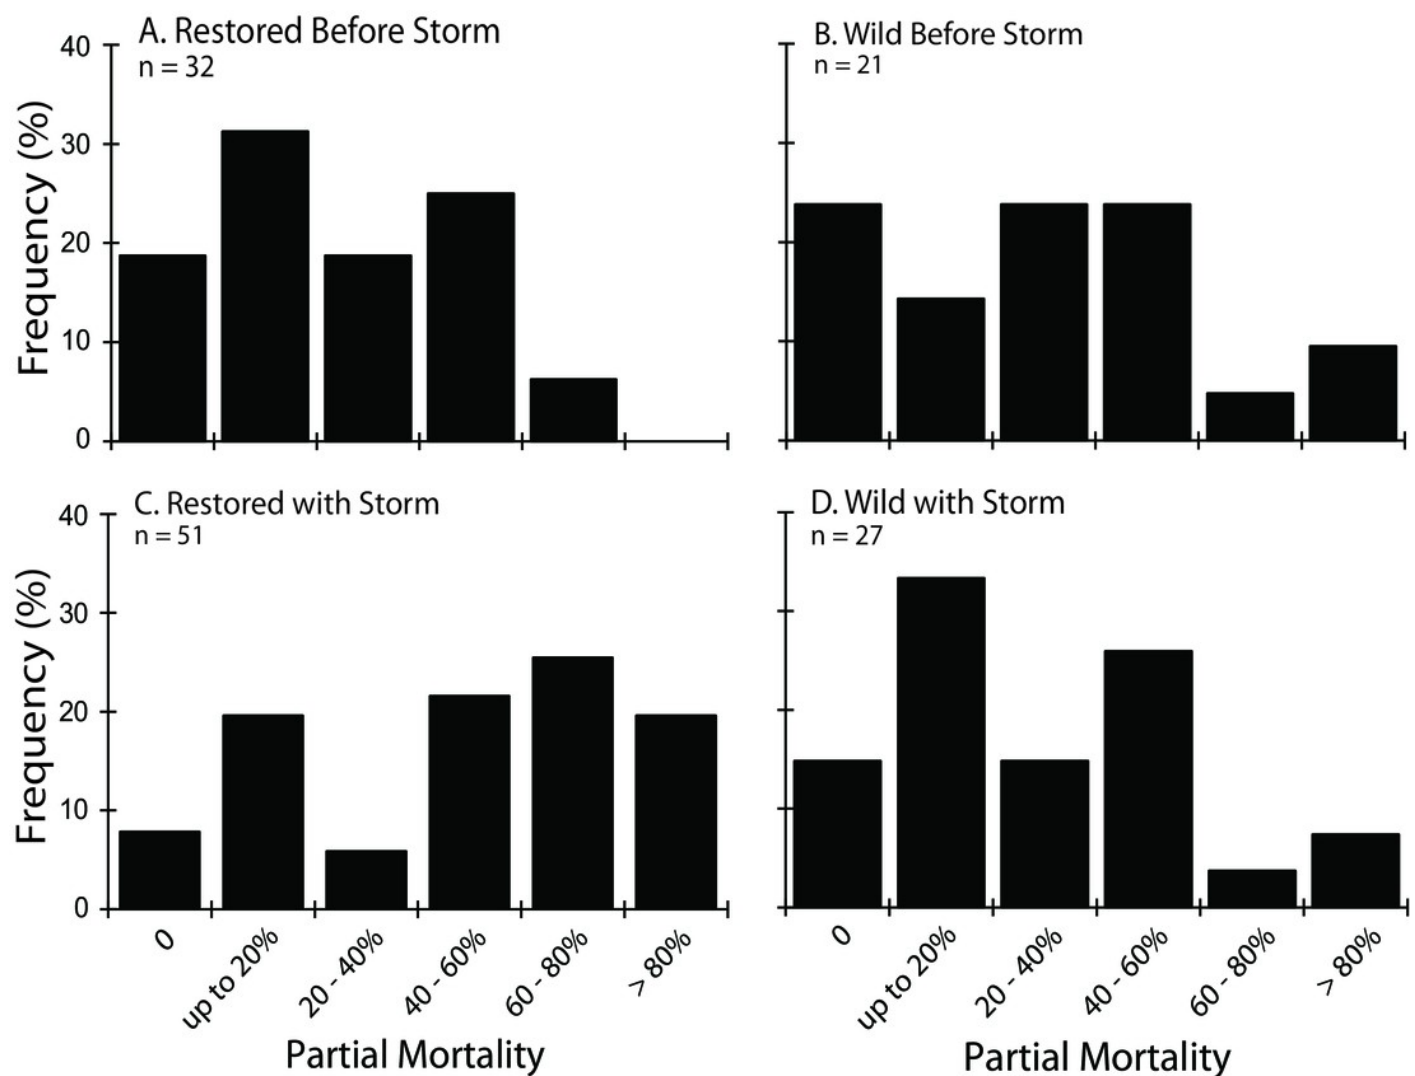 A. Restored Before Storm
n = 32
40
30
20
10
0
Frequency (%)
B. Wild Before Storm
n = 21
C. Restored with Storm
n = 51
40
30
20
10
0
Frequency (%)
0
up to 20%
20 - 40%
40 - 60%
60 - 80%
> 80%
Partial Mortality
D. Wild with Storm
n = 27
0
up to 20%
20 - 40%
40 - 60%
60 - 80%
> 80%
Partial Mortality